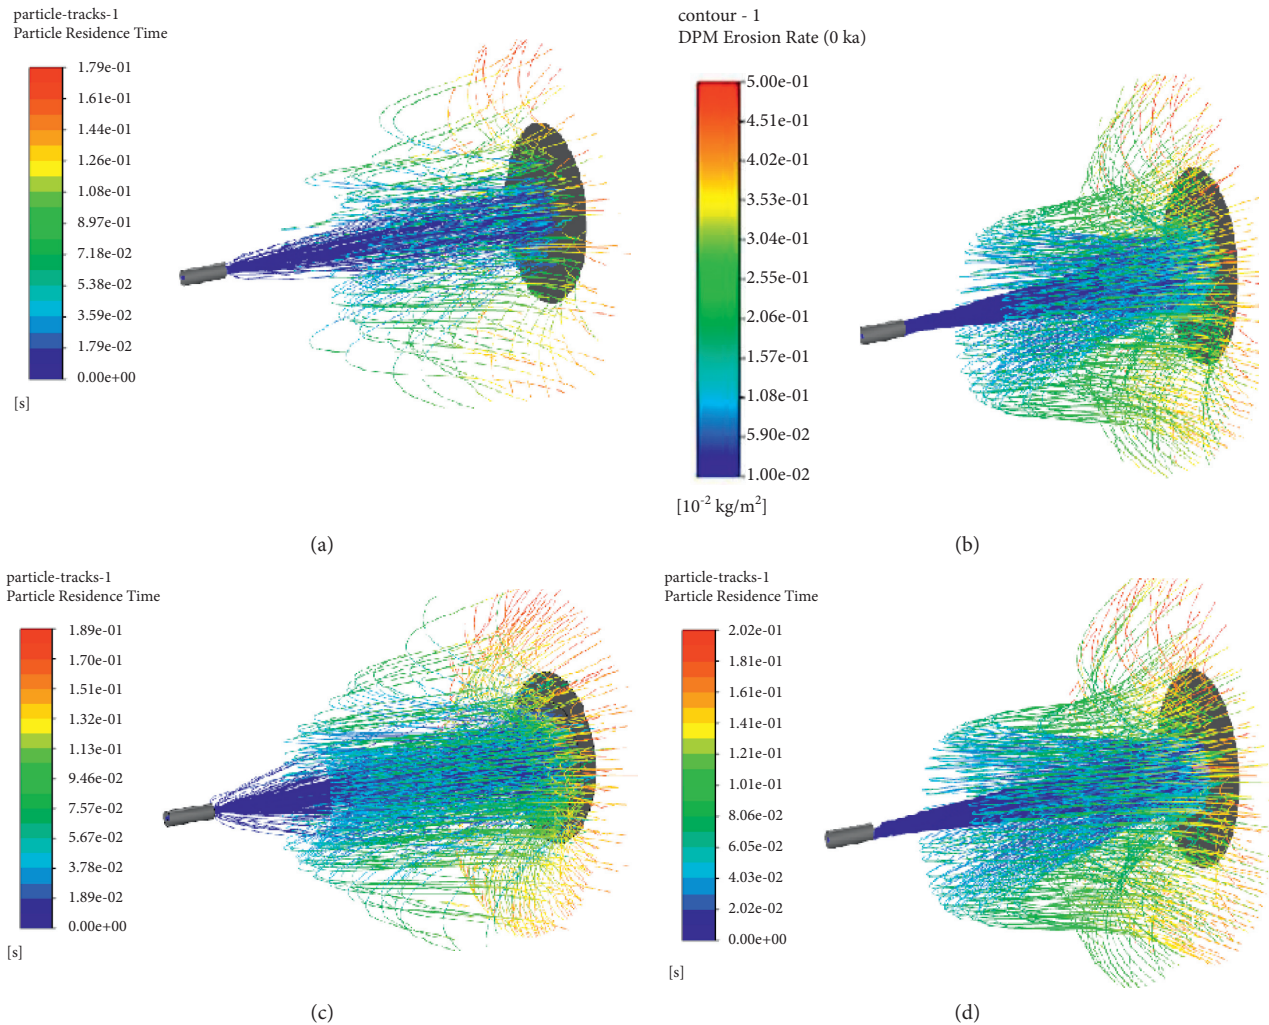 particle-tracks-1
Particle Residence Time
1.79e-01
1.61e-01
1.44e-01
1.26e-01
1.08e-01
8.97e-02
7.18e-02
5.38e-02
3.59e-02
1.79e-02
0.00e+00
[s]
(a)
contour - 1
DPM Erosion Rate (0 ka)
5.00e-01
4.51e-01
4.02e-01
3.53e-01
3.04e-01
2.55e-01
2.06e-01
1.57e-01
1.08e-01
5.90e-02
1.00e-02
[10⁻² kg/m²]
(b)
particle-tracks-1
Particle Residence Time
1.89e-01
1.70e-01
1.51e-01
1.32e-01
1.13e-01
9.46e-02
7.57e-02
5.67e-02
3.78e-02
1.89e-02
0.00e+00
[s]
(c)
particle-tracks-1
Particle Residence Time
2.02e-01
1.81e-01
1.61e-01
1.41e-01
1.21e-01
1.01e-01
8.06e-02
6.05e-02
4.03e-02
2.02e-02
0.00e+00
[s]
(d)